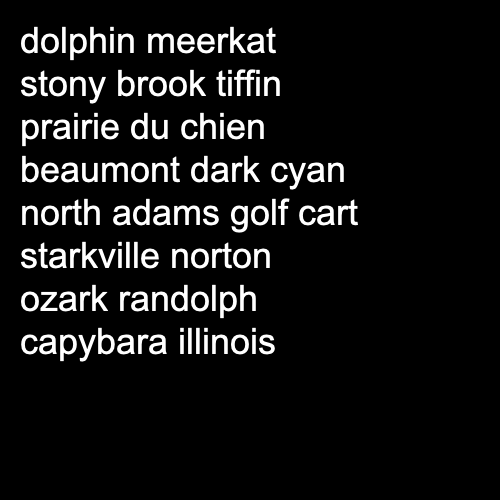 dolphin meerkat
stony brook tiffin
prairie du chien
beaumont dark cyan
north adams golf cart
starkville norton
ozark randolph
capybara illinois